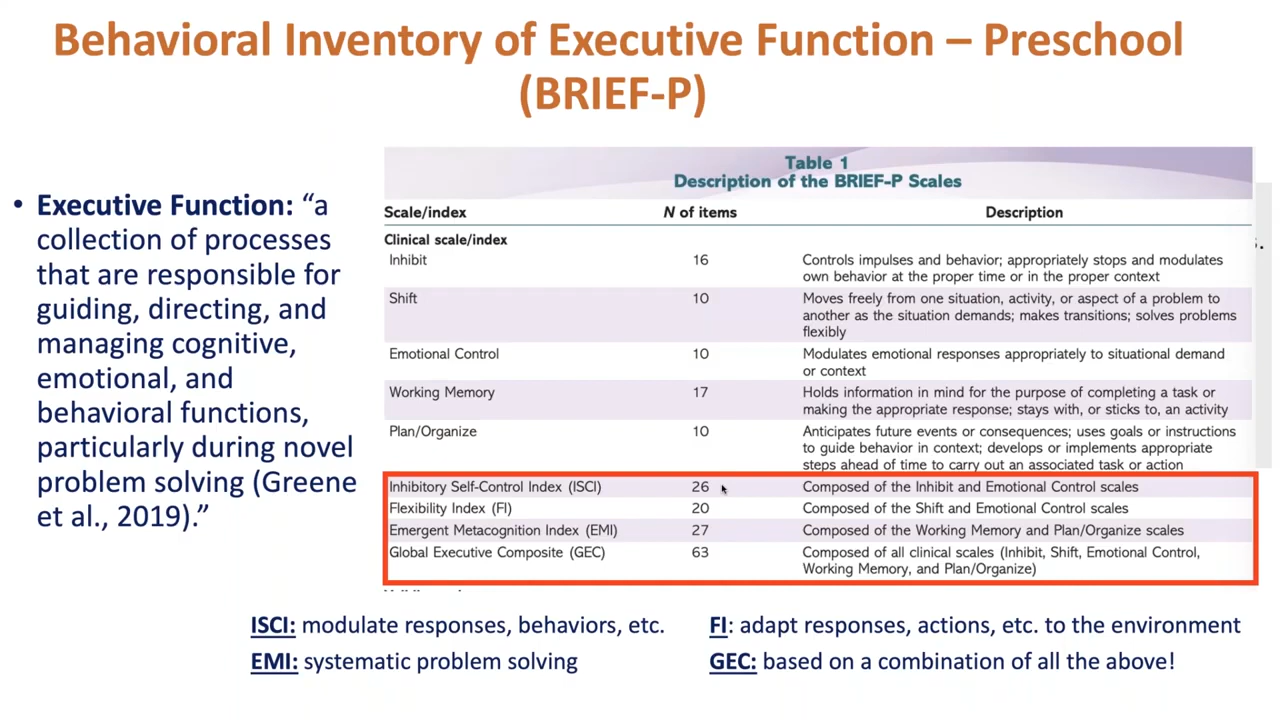 Behavioral Inventory of Executive Function – Preschool
(BRIEF-P)
• Executive Function: “a
collection of processes
that are responsible for
guiding, directing, and
managing cognitive,
emotional, and
behavioral functions,
particularly during novel
problem solving (Greene
et al., 2019).”
Table 1
Description of the BRIEF-P Scales
Scale/index N of items Description
Clinical scale/index
Inhibit 16 Controls impulses and behavior; appropriately stops and modulates
own behavior at the proper time or in the proper context
Shift 10 Moves freely from one situation, activity, or aspect of a problem to
another as the situation demands; makes transitions; solves problems
flexibly
Emotional Control 10 Modulates emotional responses appropriately to situational demand
or context
Working Memory 17 Holds information in mind for the purpose of completing a task or
making the appropriate response; stays with, or sticks to, an activity
Plan/Organize 10 Anticipates future events or consequences; uses goals or instructions
to guide behavior in context; develops or implements appropriate
steps ahead of time to carry out an associated task or action
Inhibitory Self-Control Index (ISCI) 26 Composed of the Inhibit and Emotional Control scales
Flexibility Index (FI) 20 Composed of the Shift and Emotional Control scales
Emergent Metacognition Index (EMI) 27 Composed of the Working Memory and Plan/Organize scales
Global Executive Composite (GEC) 63 Composed of all clinical scales (Inhibit, Shift, Emotional Control,
Working Memory, and Plan/Organize)
ISCI: modulate responses, behaviors, etc.
FI: adapt responses, actions, etc. to the environment
EMI: systematic problem solving
GEC: based on a combination of all the above!